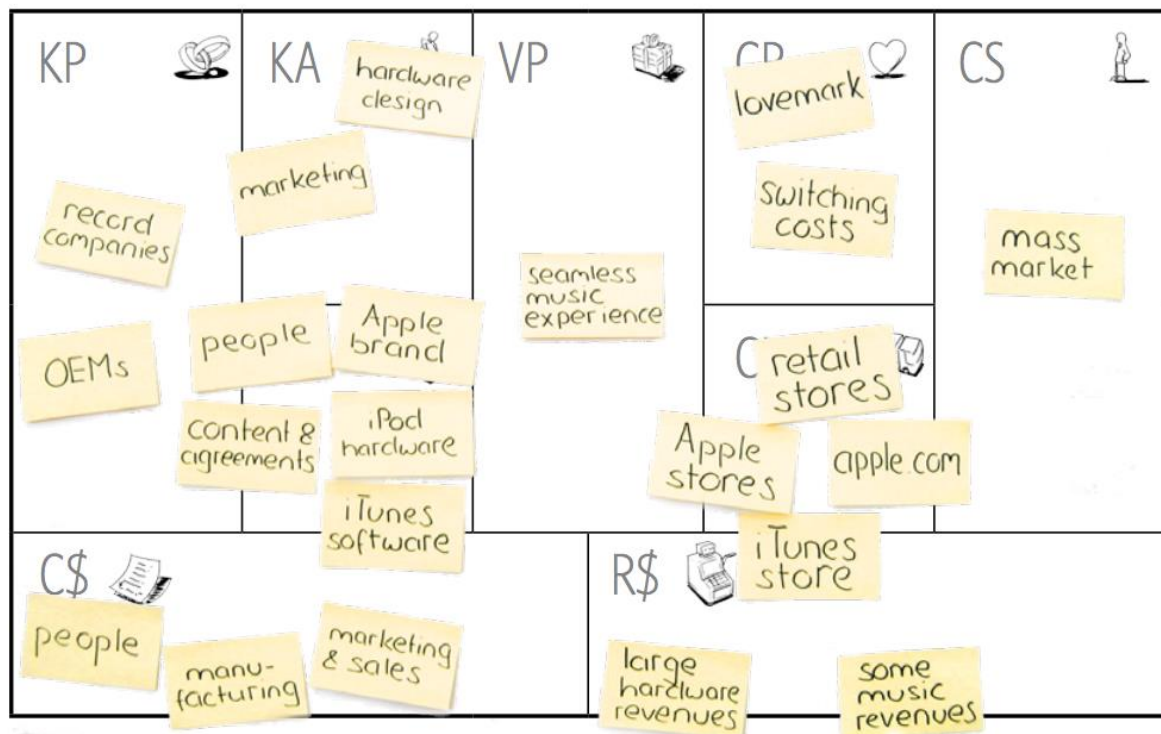 KP
KA
VP
CR
CS
hardware
design
marketing
record
companies
OEMs
people
Apple
brand
content &
agreements
iPod
hardware
iTunes
software
seamless
music
experience
lovemark
switching
costs
retail
stores
Apple
stores
apple.com
iTunes
store
mass
market
C$
people
manu-
facturing
marketing
& sales
R$
large
hardware
revenues
some
music
revenues